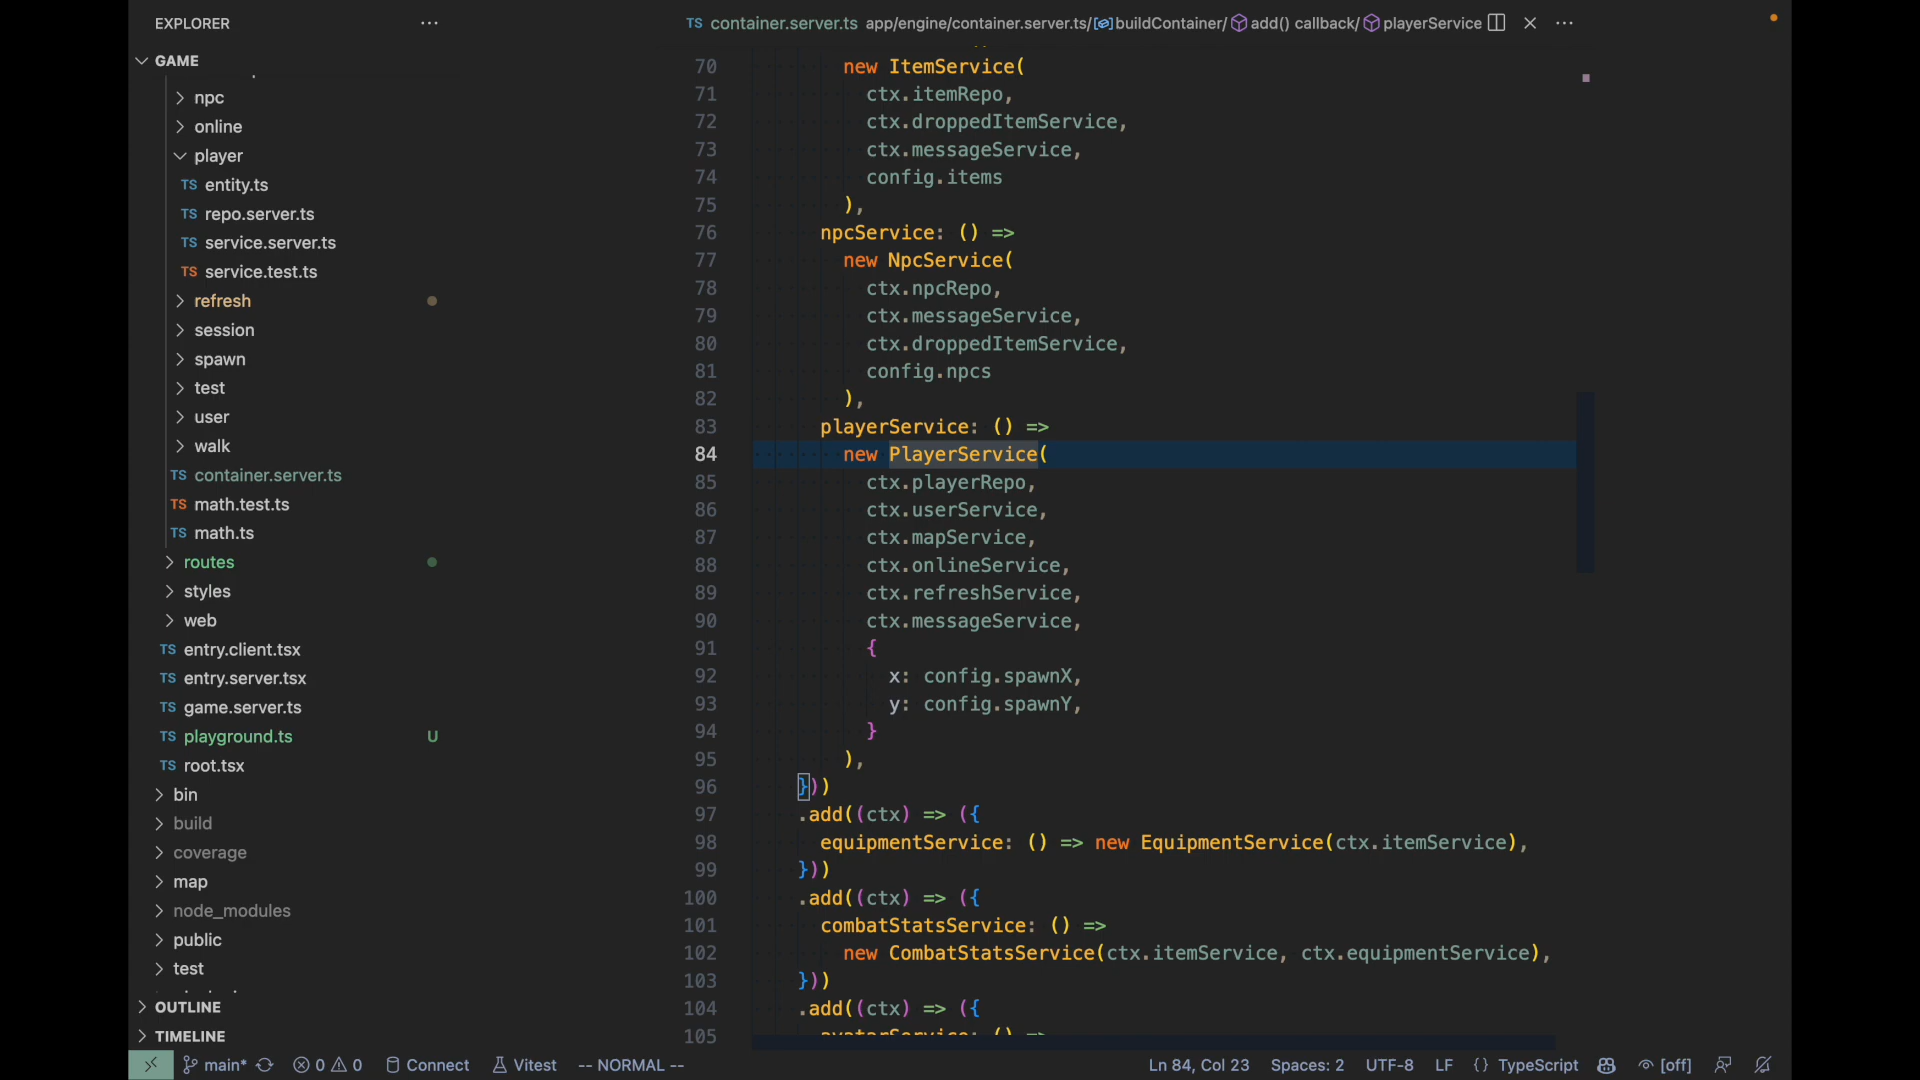 EXPLORER
GAME
npc
online
player
TS entity.ts
TS repo.server.ts
TS service.server.ts
TS service.test.ts
refresh
session
spawn
test
user
walk
TS container.server.ts
TS math.test.ts
TS math.ts
routes
styles
web
TS entry.client.tsx
TS entry.server.tsx
TS game.server.ts
TS playground.ts U
TS root.tsx
bin
build
coverage
map
node_modules
public
test
OUTLINE
TIMELINE
TS container.server.ts app/engine/container.server.ts/buildContainer/add() callback/playerService
70 new ItemService(
71 ctx.itemRepo,
72 ctx.droppedItemService,
73 ctx.messageService,
74 config.items
75 ),
76 npcService: () =>
77 new NpcService(
78 ctx.npcRepo,
79 ctx.messageService,
80 ctx.droppedItemService,
81 config.npcs
82 ),
83 playerService: () =>
84 new PlayerService(
85 ctx.playerRepo,
86 ctx.userService,
87 ctx.mapService,
88 ctx.onlineService,
89 ctx.refreshService,
90 ctx.messageService,
91 {
92 x: config.spawnX,
93 y: config.spawnY,
94 }
95 ),
96 }))
97 .add((ctx) => ({
98 equipmentService: () => new EquipmentService(ctx.itemService),
99 }))
100 .add((ctx) => ({
101 combatStatsService: () =>
102 new CombatStatsService(ctx.itemService, ctx.equipmentService),
103 }))
104 .add((ctx) => ({
105 avatarService: () =>
main* 0 0 Connect Vitest -- NORMAL -- Ln 84, Col 23 Spaces: 2 UTF-8 LF {} TypeScript [off]